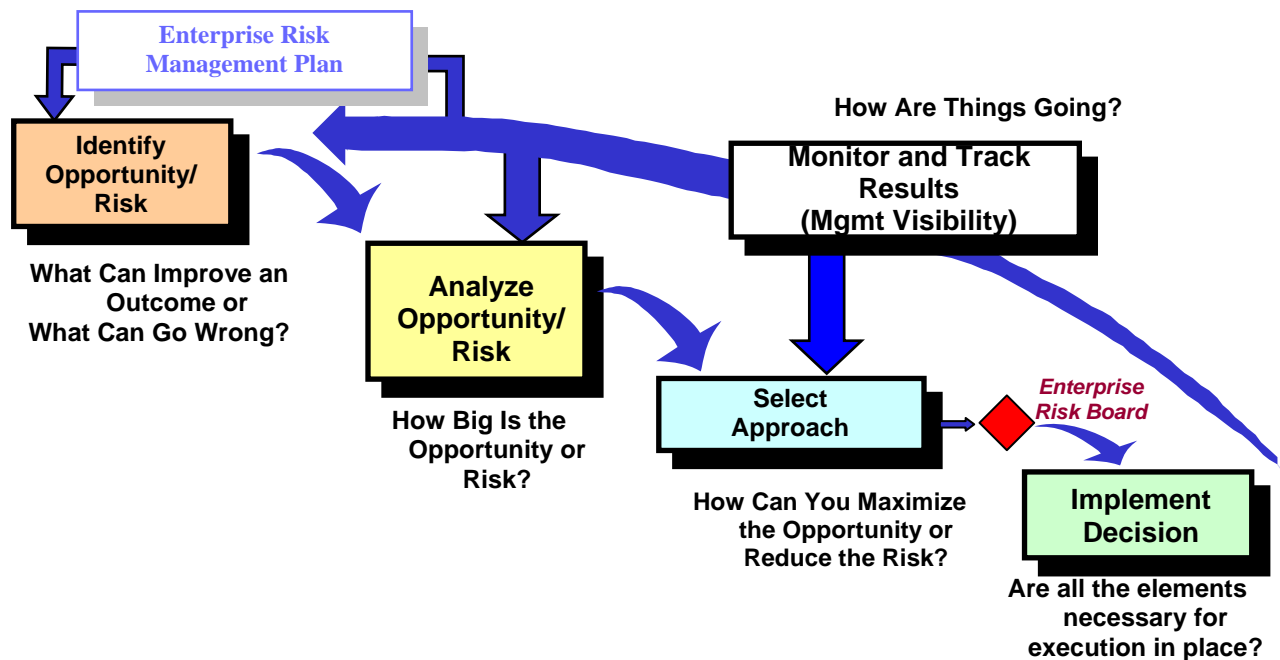 Enterprise Risk
Management Plan
Identify
Opportunity/
Risk
What Can Improve an
Outcome or
What Can Go Wrong?
Analyze
Opportunity/
Risk
How Big Is the
Opportunity or
Risk?
How Are Things Going?
Monitor and Track
Results
(Mgmt Visibility)
Select
Approach
How Can You Maximize
the Opportunity or
Reduce the Risk?
Enterprise
Risk Board
Implement
Decision
Are all the elements
necessary for
execution in place?